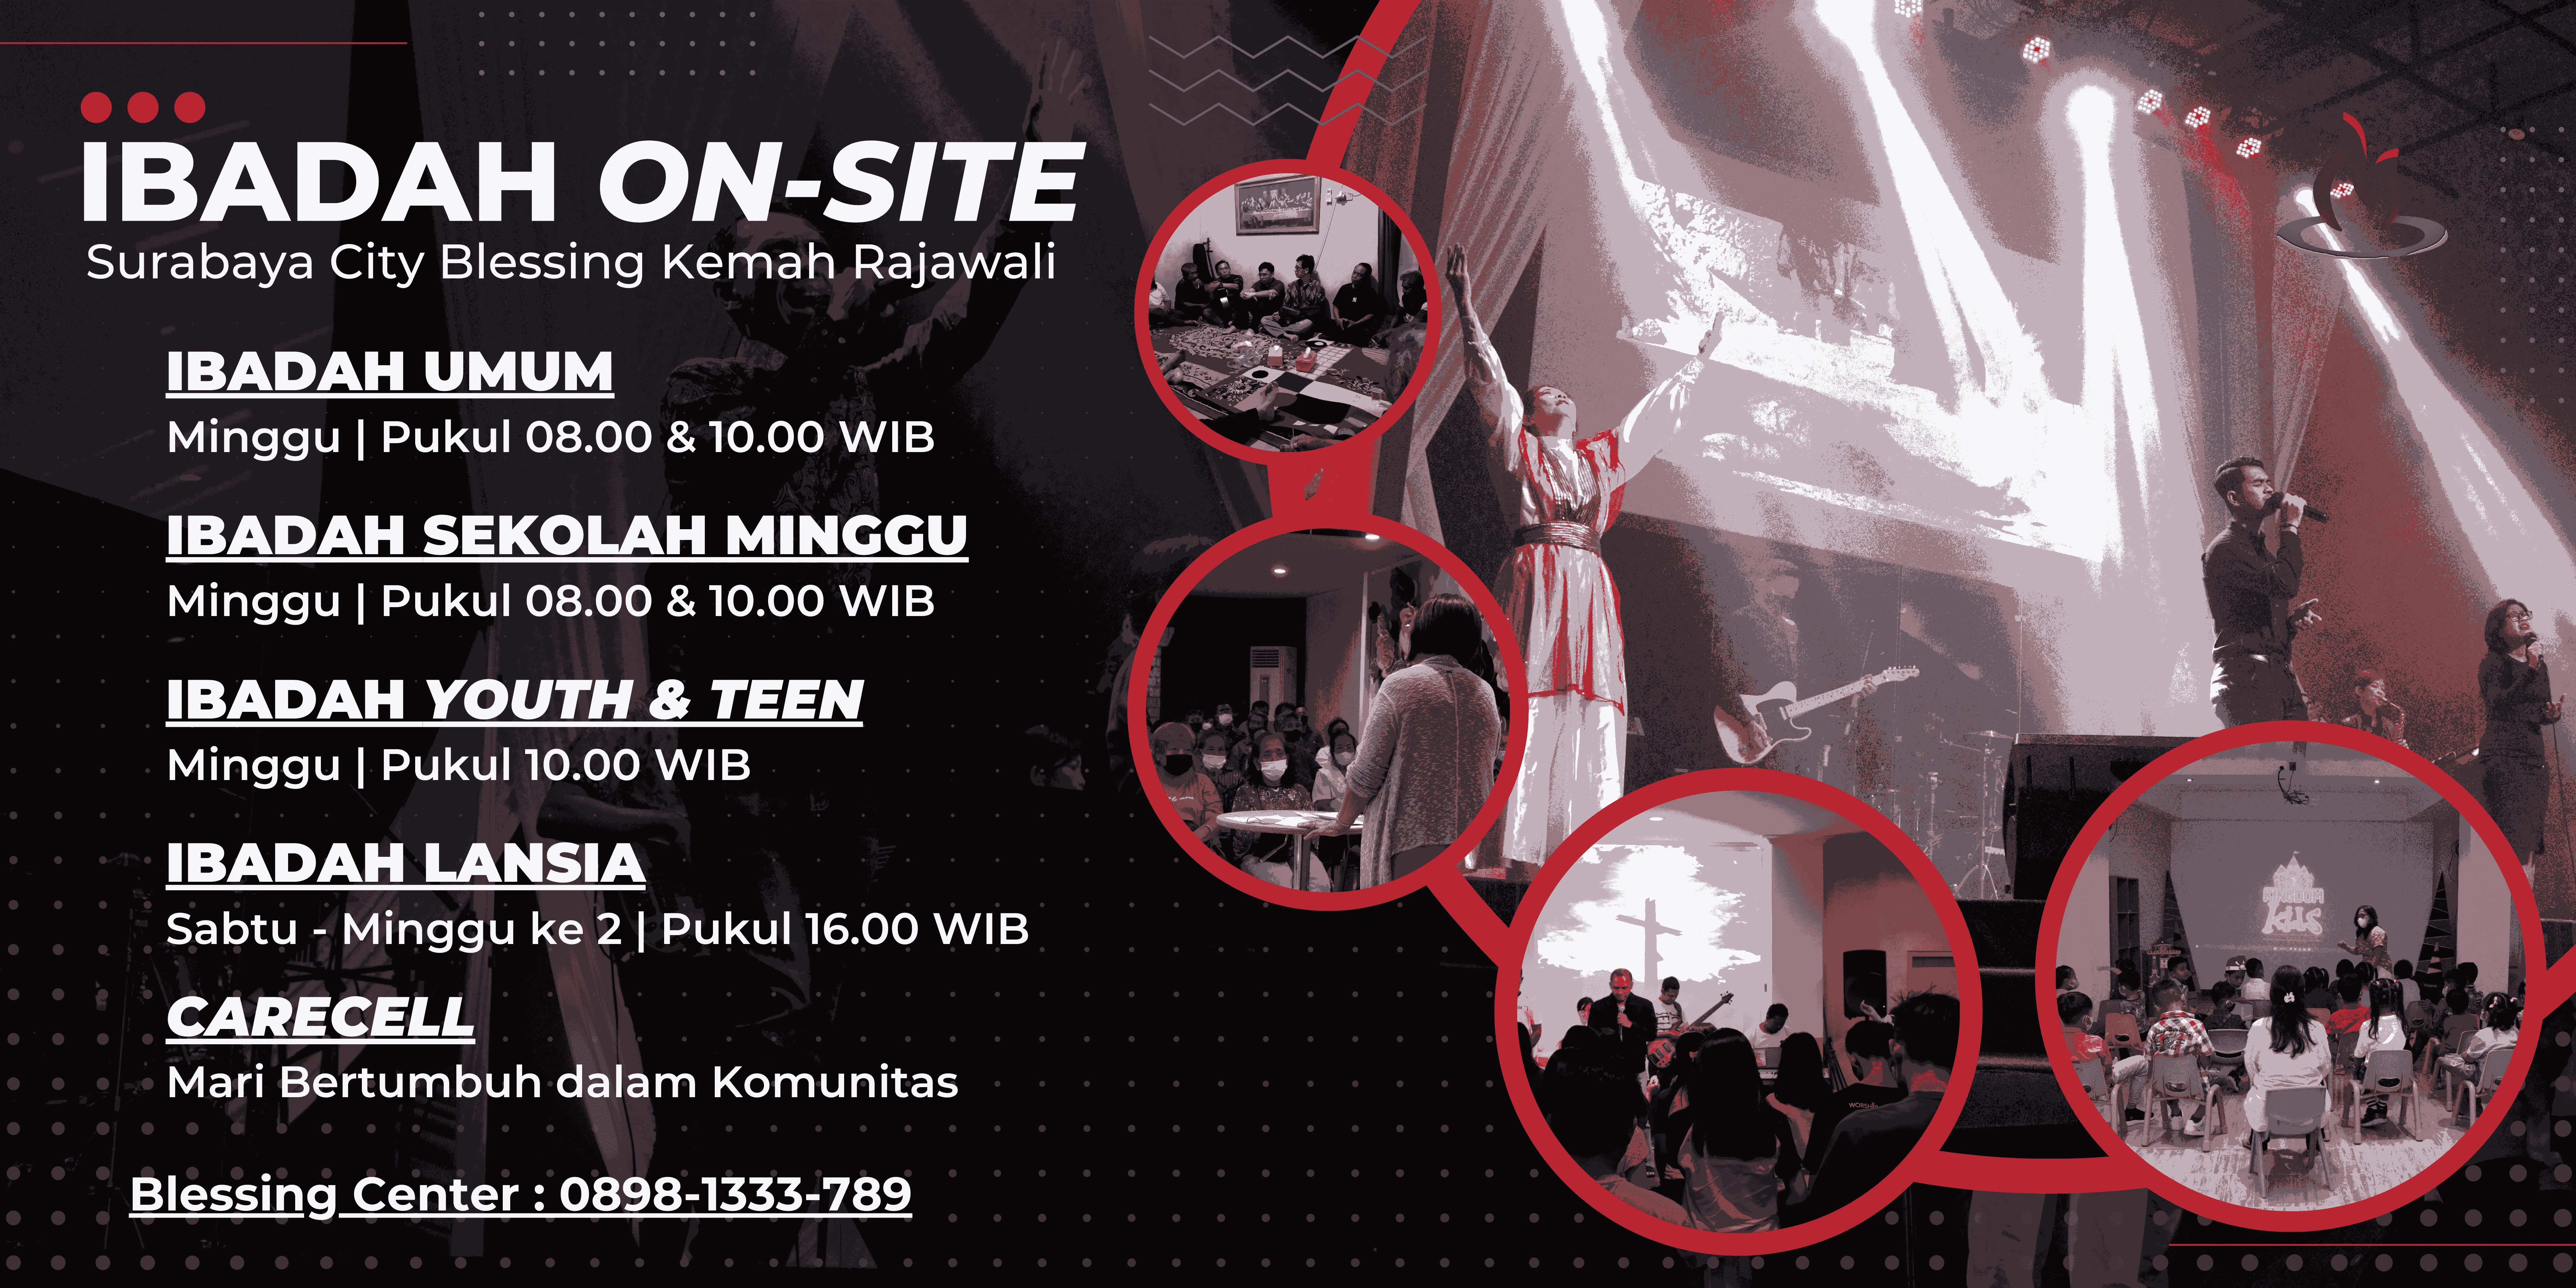 IBADAH ON-SITE
Surabaya City Blessing Kemah Rajawali
IBADAH UMUM
Minggu | Pukul 08.00 & 10.00 WIB
IBADAH SEKOLAH MINGGU
Minggu | Pukul 08.00 & 10.00 WIB
IBADAH YOUTH & TEEN
Minggu | Pukul 10.00 WIB
IBADAH LANSIA
Sabtu - Minggu ke 2 | Pukul 16.00 WIB
CARECELL
Mari Bertumbuh dalam Komunitas
Blessing Center : 0898-1333-789
KINGDOM
KIDS